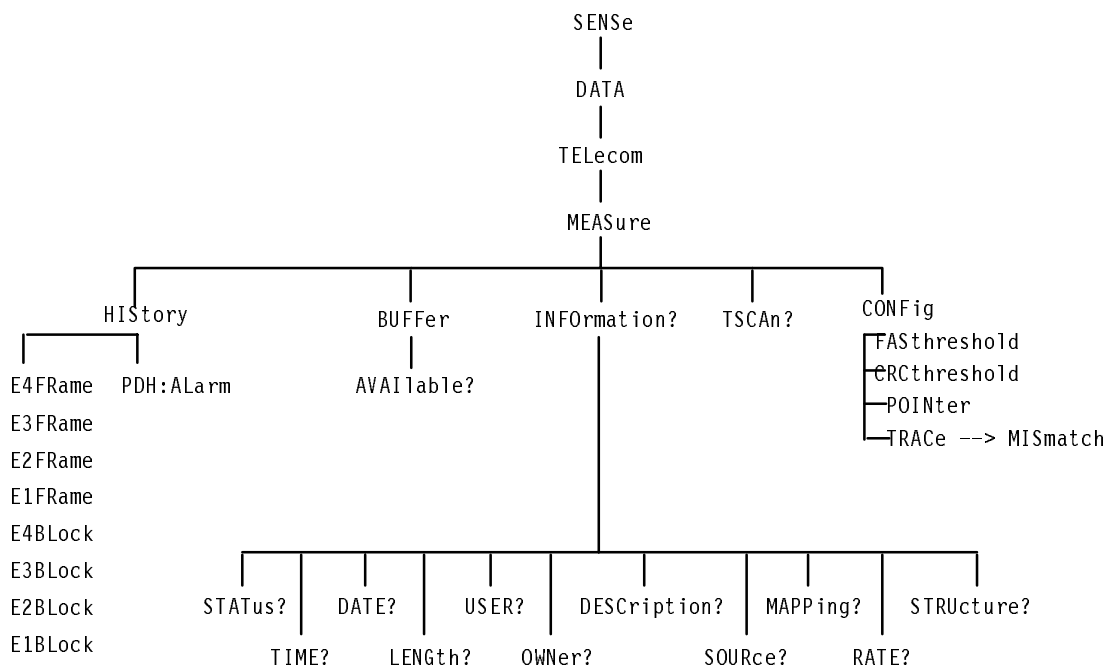 SENSe
DATA
TELecom
MEASure
HIStory BUFFer INFOrmation? TSCAn? CONFig
FASthreshold
CRCthreshold
POINter
TRACe --> MISmatch
E4FRame PDH:ALarm AVAIlable?
E3FRame
E2FRame
E1FRame
E4BLock
E3BLock
E2BLock
E1BLock
STATus? DATE? USER? DESCription? MAPPing? STRUcture?
TIME? LENGth? OWNer? SOURce? RATE?